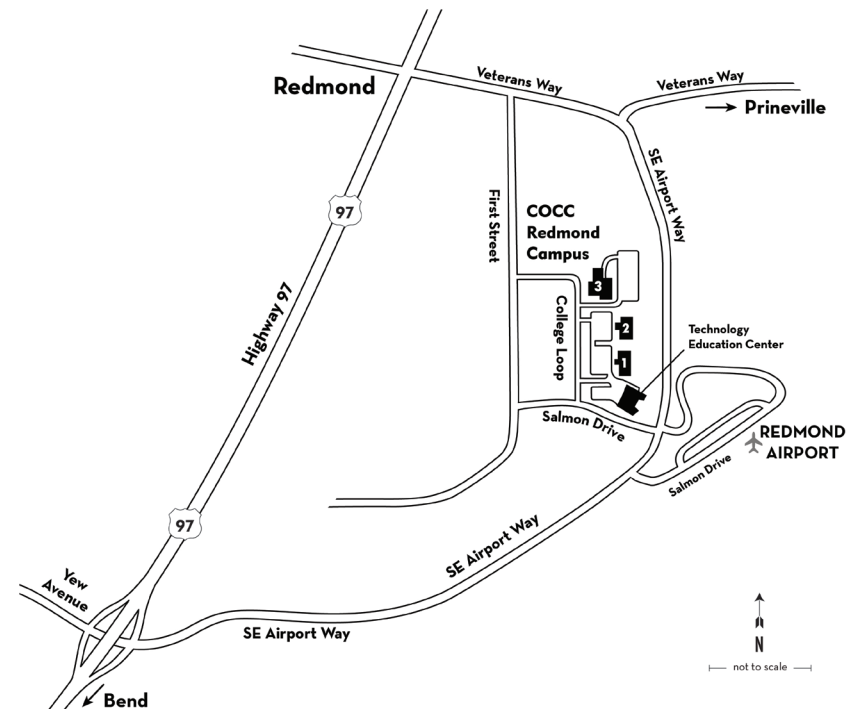 Veterans Way
Veterans Way
Redmond
Prineville
SE Airport Way
97
First Street
COCC
Redmond
Campus
3
Highway 97
College Loop
2
Technology
Education Center
1
Salmon Drive
REDMOND
AIRPORT
Salmon Drive
97
SE Airport Way
Yew
Avenue
SE Airport Way
N
not to scale
Bend